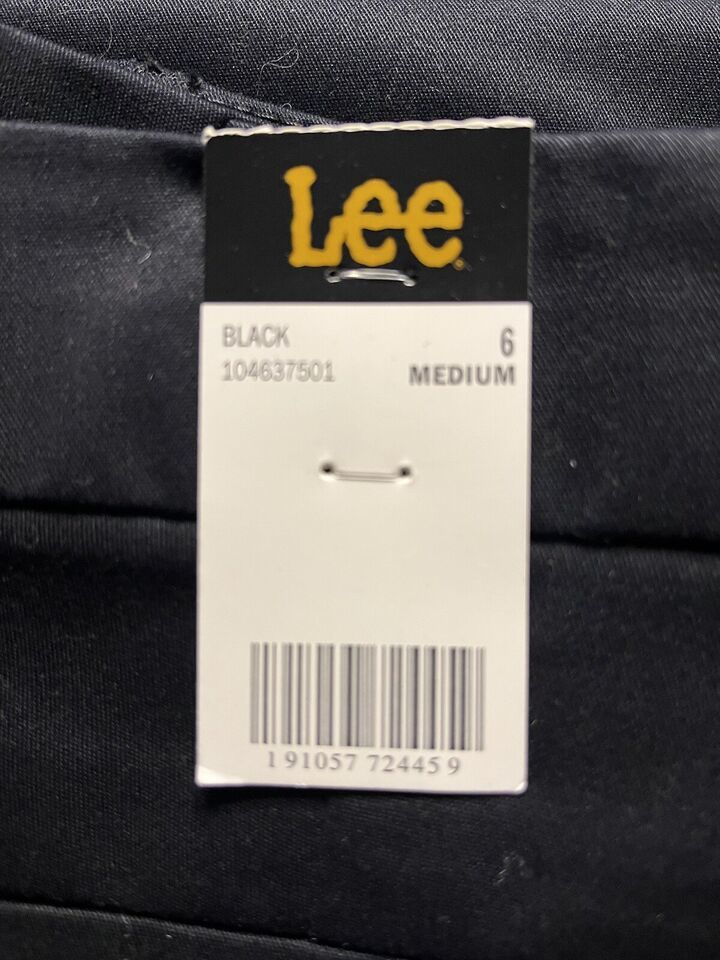 Lee
BLACK 6
104637501 MEDIUM
1 91057 72445 9